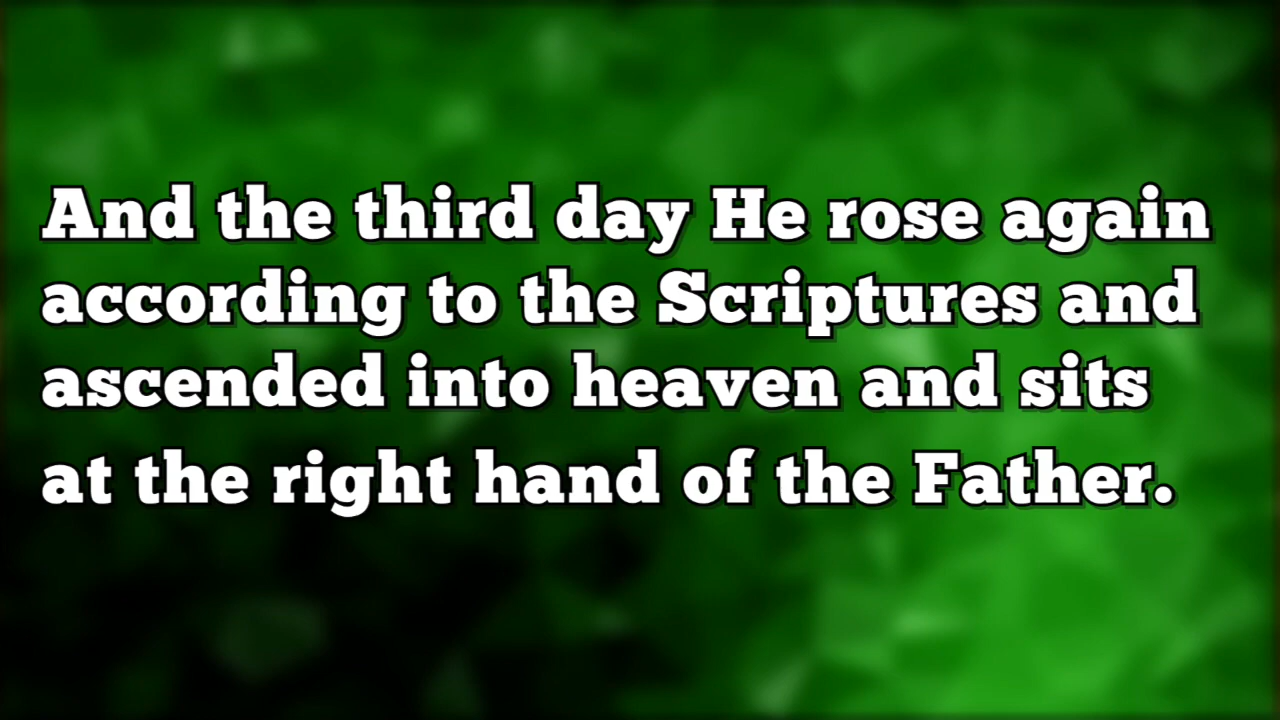 And the third day He rose again
according to the Scriptures and
ascended into heaven and sits
at the right hand of the Father.